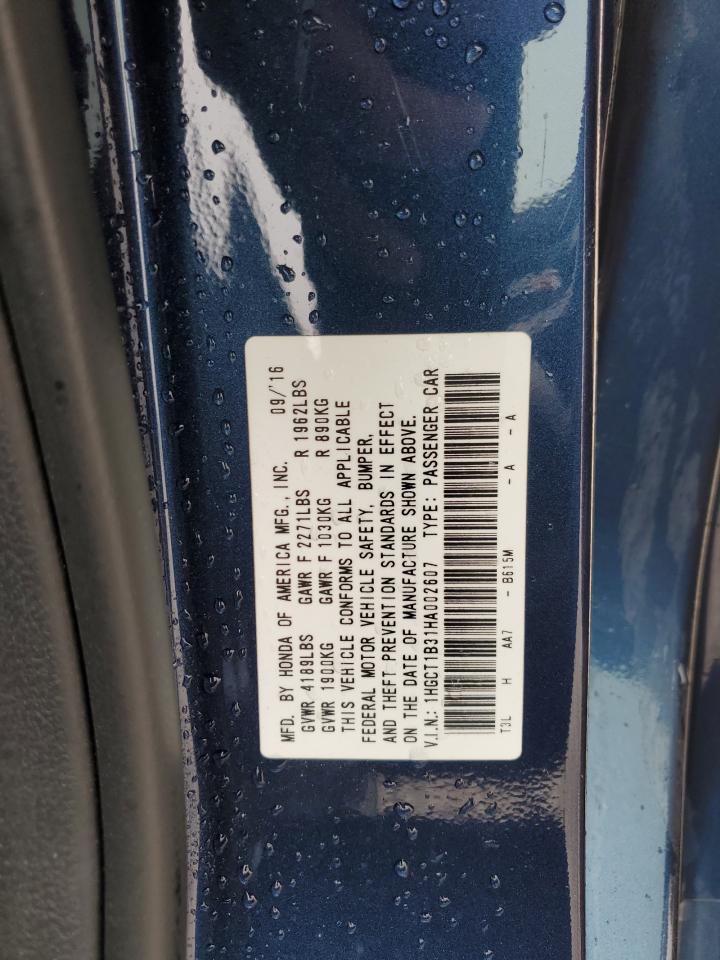 MFD. BY HONDA OF AMERICA MFG., INC. 09/'16
GVWR 4189LBS GAWR F 2271LBS R 1962LBS
GVWR 1900KG GAWR F 1030KG R 890KG
THIS VEHICLE CONFORMS TO ALL APPLICABLE
FEDERAL MOTOR VEHICLE SAFETY, BUMPER,
AND THEFT PREVENTION STANDARDS IN EFFECT
ON THE DATE OF MANUFACTURE SHOWN ABOVE.
V.I.N.: 1HGCT1B31HA002607 TYPE: PASSENGER CAR
T3L H AA7 - B615M - A - A